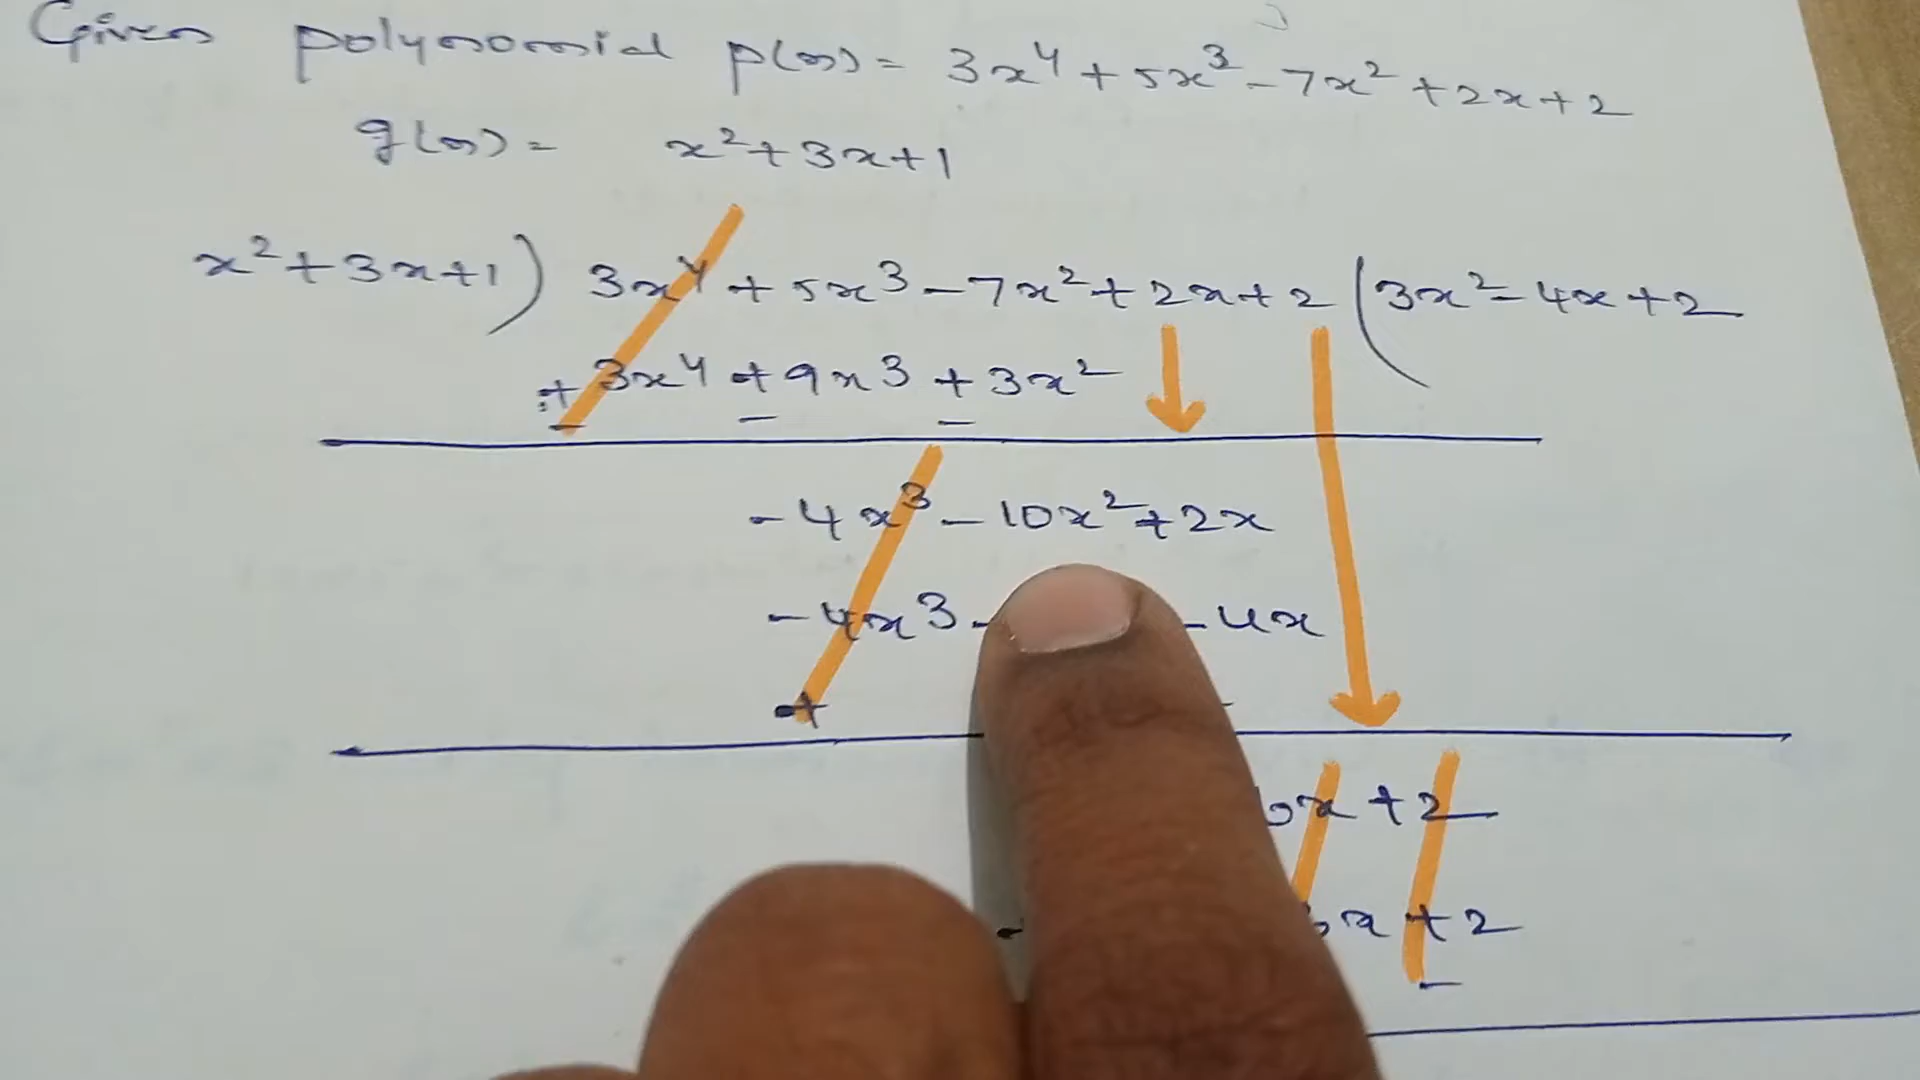 Given polynomial p(x) = 3x⁴ + 5x³ - 7x² + 2x + 2
g(x) = x² + 3x + 1
x² + 3x + 1 ) 3x⁴ + 5x³ - 7x² + 2x + 2 ( 3x² - 4x + 2
+ 3x⁴ + 9x³ + 3x²
- - -
- 4x³ - 10x² + 2x
- 4x³ - - 4x
+
x + 2
x + 2
-